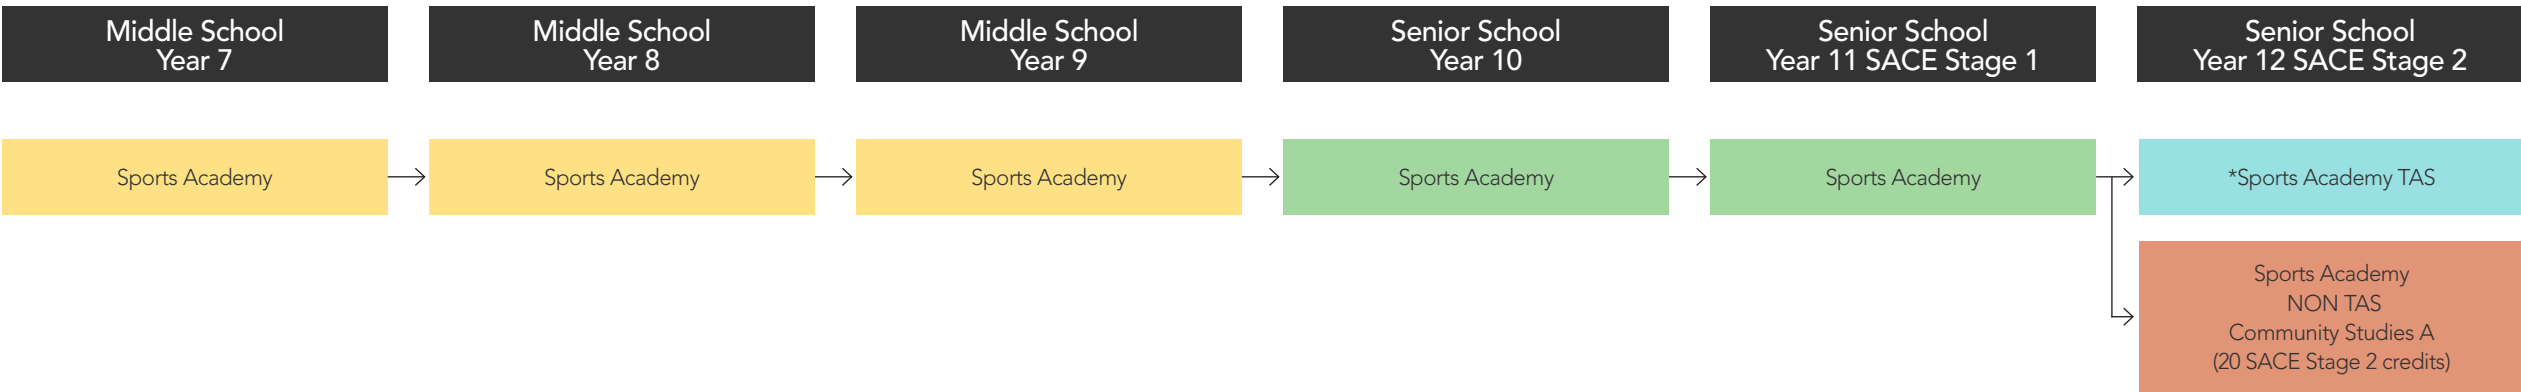 Middle School
Year 7
Middle School
Year 8
Middle School
Year 9
Senior School
Year 10
Senior School
Year 11 SACE Stage 1
Senior School
Year 12 SACE Stage 2
Sports Academy
Sports Academy
Sports Academy
Sports Academy
Sports Academy
*Sports Academy TAS
Sports Academy
NON TAS
Community Studies A
(20 SACE Stage 2 credits)